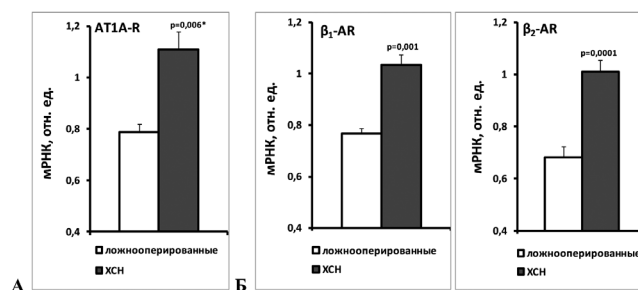 AT1A-R
p=0,006*
1,2
1
0,8
0,6
0,4
мРНК, отн. ед.
ложнооперированные
ХСН
А
β₁-AR
p=0,001
1,2
1
0,8
0,6
0,4
мРНК, отн. ед.
ложнооперированные
ХСН
Б
β₂-AR
p=0,0001
1,2
1
0,8
0,6
0,4
мРНК, отн. ед.
ложнооперированные
ХСН